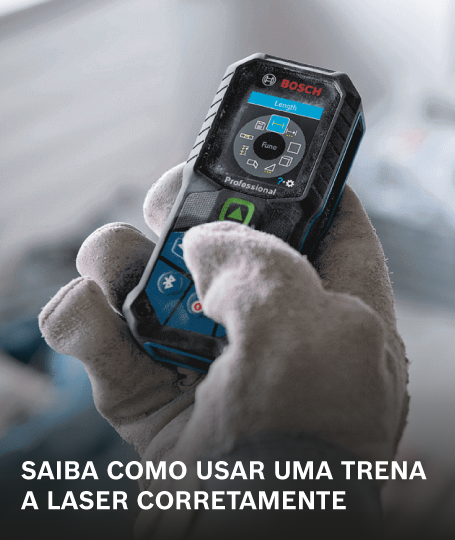 BOSCH
Length
Func
Professional
SAIBA COMO USAR UMA TRENA
A LASER CORRETAMENTE